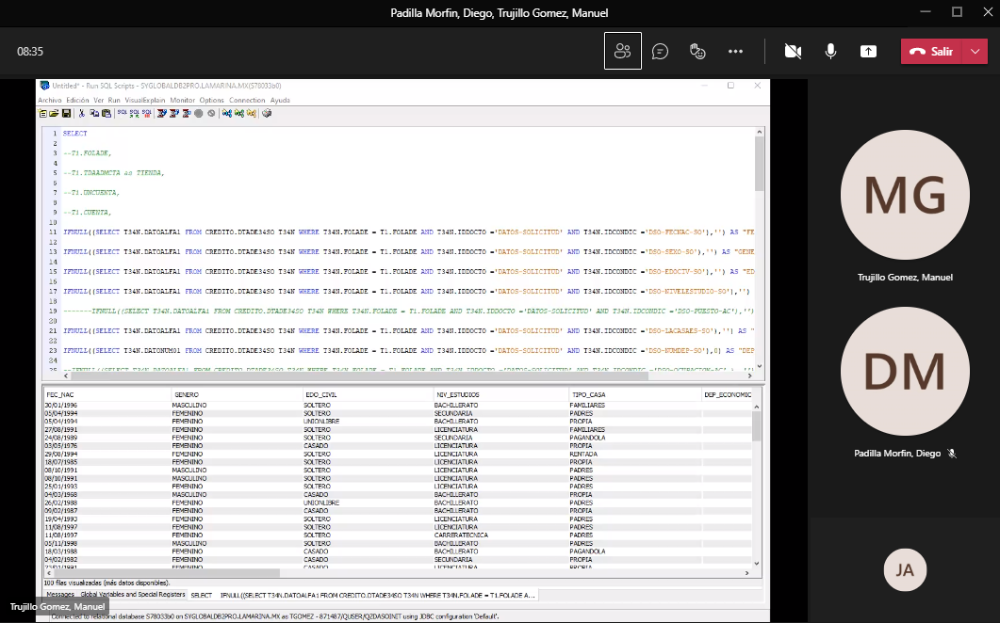 Padilla Morfin, Diego, Trujillo Gomez, Manuel
08:35
Salir
Untitled* - Run SQL Scripts - SYGLOBALDB2PRO.LAMARINA.MX(S78033b0)
Archivo Edición Ver Run VisualExplain Monitor Options Connection Ayuda
1 SELECT
2
3 --T1.FOLADE,
4
5 --T1.TDAADMCTA as TIENDA,
6
7 --T1.UNCUENTA,
8
9 --T1.CUENTA,
10
11 IFNULL((SELECT T34N.DATOALFA1 FROM CREDITO.DTADE34SO T34N WHERE T34N.FOLADE = T1.FOLADE AND T34N.IDDOCTO ='DATOS-SOLICITUD' AND T34N.IDCONDIC ='DSO-FECNAC-SO'),'') AS "FE
12
13 IFNULL((SELECT T34N.DATOALFA1 FROM CREDITO.DTADE34SO T34N WHERE T34N.FOLADE = T1.FOLADE AND T34N.IDDOCTO ='DATOS-SOLICITUD' AND T34N.IDCONDIC ='DSO-SEXO-SO'),'') AS "GENE
14
15 IFNULL((SELECT T34N.DATOALFA1 FROM CREDITO.DTADE34SO T34N WHERE T34N.FOLADE = T1.FOLADE AND T34N.IDDOCTO ='DATOS-SOLICITUD' AND T34N.IDCONDIC ='DSO-EDOCIV-SO'),'') AS "ED
16
17 IFNULL((SELECT T34N.DATOALFA1 FROM CREDITO.DTADE34SO T34N WHERE T34N.FOLADE = T1.FOLADE AND T34N.IDDOCTO ='DATOS-SOLICITUD' AND T34N.IDCONDIC ='DSO-NIVELESTUDIO-SO'),'')
18
19 -------IFNULL((SELECT T34N.DATOALFA1 FROM CREDITO.DTADE34SO T34N WHERE T34N.FOLADE = T1.FOLADE AND T34N.IDDOCTO ='DATOS-SOLICITUD' AND T34N.IDCONDIC ='DSO-PUESTO-AC'),'')
20
21 IFNULL((SELECT T34N.DATOALFA1 FROM CREDITO.DTADE34SO T34N WHERE T34N.FOLADE = T1.FOLADE AND T34N.IDDOCTO ='DATOS-SOLICITUD' AND T34N.IDCONDIC ='DSO-LACASAES-SO'),'') AS "
22
23 IFNULL((SELECT T34N.DATONUM01 FROM CREDITO.DTADE34SO T34N WHERE T34N.FOLADE = T1.FOLADE AND T34N.IDDOCTO ='DATOS-SOLICITUD' AND T34N.IDCONDIC ='DSO-NUMDEP-SO'),0) AS "DEP
24
25 --IFNULL((SELECT T34N.DATOALFA1 FROM CREDITO.DTADE34SO T34N WHERE T34N.FOLADE = T1.FOLADE AND T34N.IDDOCTO ='DATOS-SOLICITUD' AND T34N.IDCONDIC ='DSO-OCUPACION-AC'),'')
FEC_NAC GENERO EDO_CIVIL NIV_ESTUDIOS TIPO_CASA DEP_ECONOMIC
30/01/1996 MASCULINO SOLTERO BACHILLERATO FAMILIARES
05/04/1994 FEMENINO SOLTERO SECUNDARIA PADRES
05/04/1994 FEMENINO UNIONLIBRE BACHILLERATO PROPIA
27/08/1991 FEMENINO SOLTERO LICENCIATURA FAMILIARES
24/08/1989 FEMENINO SOLTERO SECUNDARIA PAGANDOLA
03/05/1976 FEMENINO CASADO LICENCIATURA PROPIA
29/08/1994 FEMENINO SOLTERO LICENCIATURA RENTADA
18/07/1985 FEMENINO SOLTERO LICENCIATURA PROPIA
08/10/1991 MASCULINO SOLTERO LICENCIATURA PADRES
08/10/1991 MASCULINO SOLTERO LICENCIATURA PADRES
25/01/1993 FEMENINO SOLTERO LICENCIATURA PADRES
04/03/1968 MASCULINO CASADO BACHILLERATO PROPIA
26/02/1988 FEMENINO UNIONLIBRE BACHILLERATO PADRES
09/02/1987 FEMENINO CASADO BACHILLERATO PROPIA
19/04/1993 FEMENINO SOLTERO LICENCIATURA PADRES
11/08/1997 FEMENINO SOLTERO LICENCIATURA PADRES
11/08/1997 FEMENINO SOLTERO CARRERATECNICA PADRES
05/11/1998 MASCULINO SOLTERO BACHILLERATO PADRES
18/03/1988 FEMENINO CASADO BACHILLERATO PAGANDOLA
04/02/1982 FEMENINO CASADO SECUNDARIA PROPIA
FEMENINO CASADO LICENCIATURA PADRES
100 filas visualizadas (más datos disponibles).
Messages Global Variables and Special Registers SELECT IFNULL((SELECT T34N.DATOALFA1 FROM CREDITO.DTADE34SO T34N WHERE T34N.FOLADE = T1.FOLADE A...
Trujillo Gomez, Manuel
Connected to relational database S78033b0 on SYGLOBALDB2PRO.LAMARINA.MX as TGOMEZ - 871487/QUSER/QZDASOINIT using JDBC configuration 'Default'.
MG
Trujillo Gomez, Manuel
DM
Padilla Morfin, Diego
JA